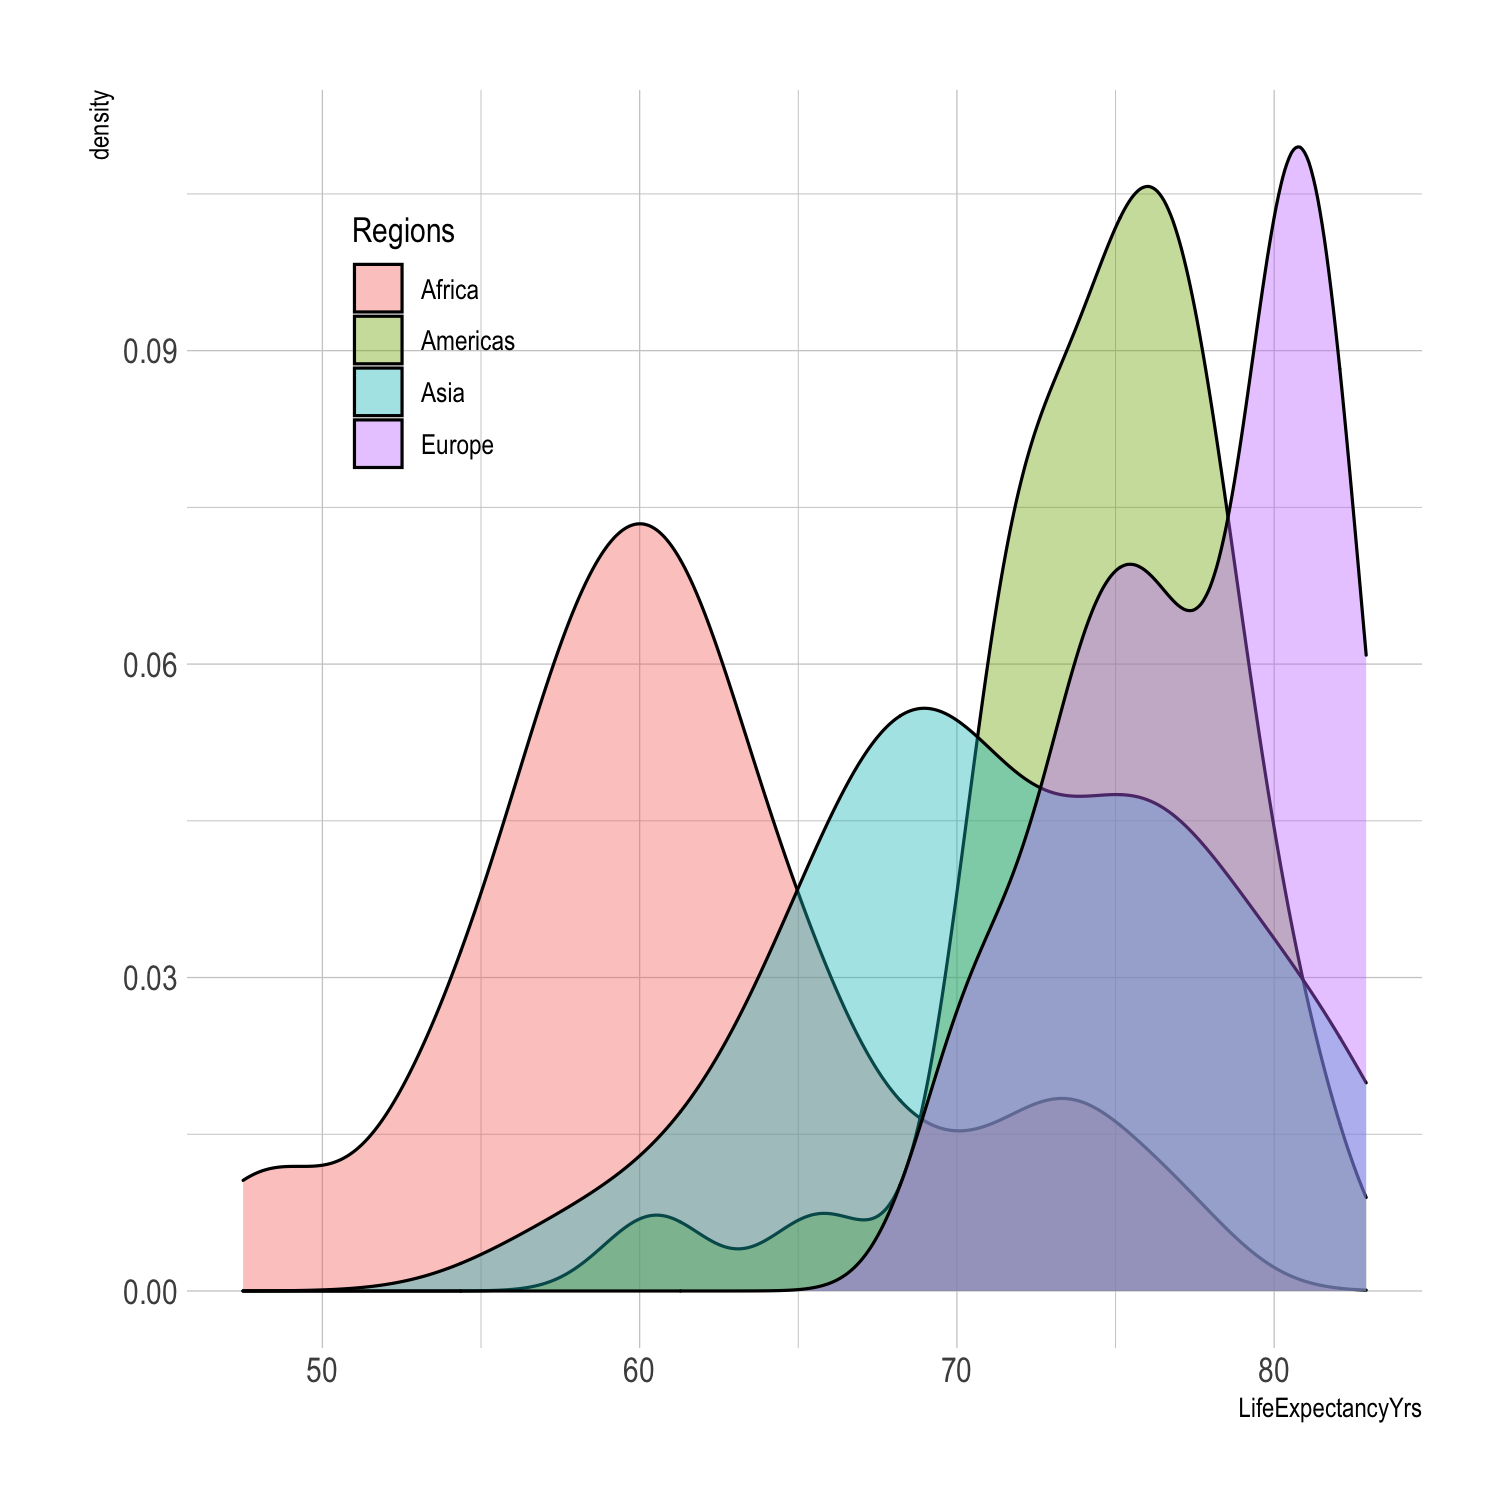 density
Regions
Africa
Americas
Asia
Europe
0.09
0.06
0.03
0.00
50 60 70 80
LifeExpectancyYrs